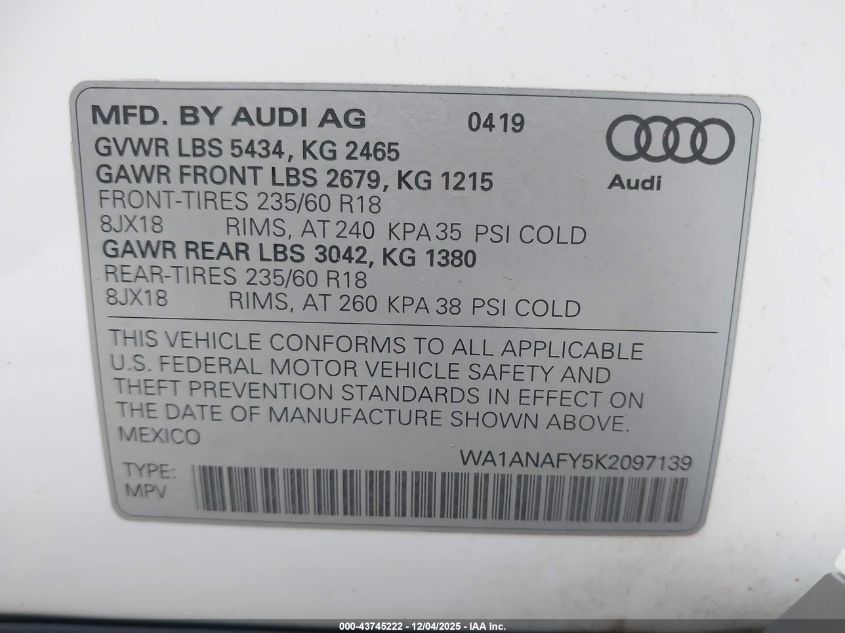 MFD. BY AUDI AG 0419
GVWR LBS 5434, KG 2465
GAWR FRONT LBS 2679, KG 1215
Audi
FRONT-TIRES 235/60 R18
8JX18 RIMS, AT 240 KPA 35 PSI COLD
GAWR REAR LBS 3042, KG 1380
REAR-TIRES 235/60 R18
8JX18 RIMS, AT 260 KPA 38 PSI COLD
THIS VEHICLE CONFORMS TO ALL APPLICABLE
U.S. FEDERAL MOTOR VEHICLE SAFETY AND
THEFT PREVENTION STANDARDS IN EFFECT ON
THE DATE OF MANUFACTURE SHOWN ABOVE.
MEXICO
WA1ANAFY5K2097139
TYPE:
MPV
000-43745222 - 12/04/2025 - IAA Inc.